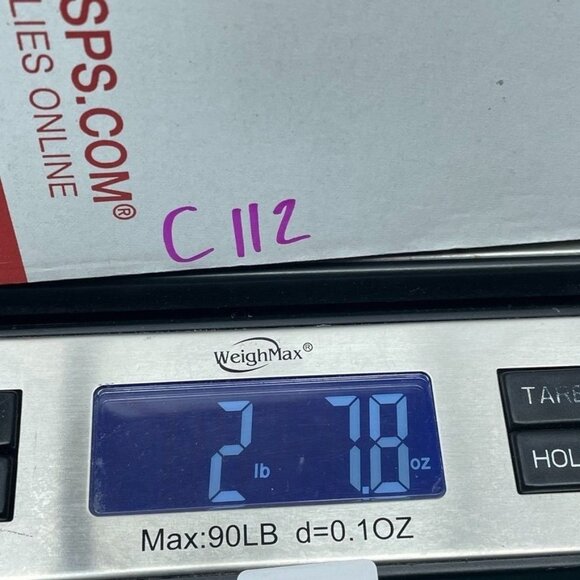 SPS.COM®
LIES ONLINE
C112
WeighMax®
2 lb 7.8 oz
TARE
HOL
Max:90LB d=0.1OZ